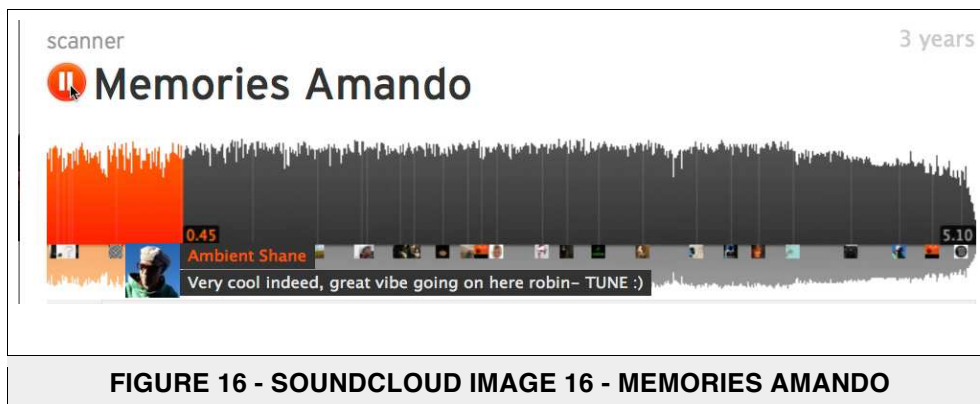 scanner
3 years
Memories Amando
0.45
5.10
Ambient Shane
Very cool indeed, great vibe going on here robin– TUNE :)
FIGURE 16 - SOUNDCLOUD IMAGE 16 - MEMORIES AMANDO